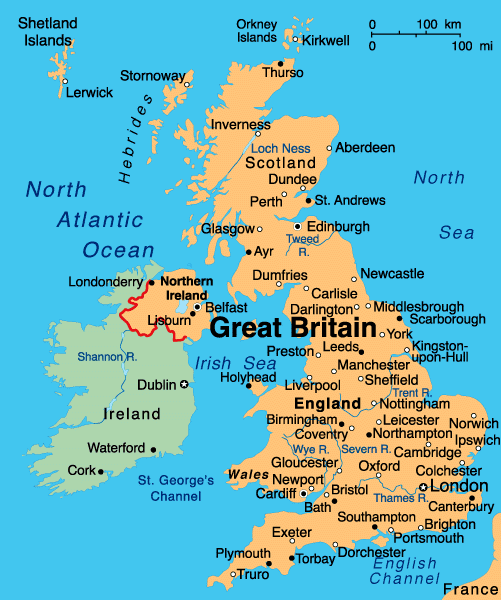 Shetland
Islands
Lerwick
Orkney
Islands
Kirkwell
0 100 km
0 100 mi
Thurso
Stornoway
Hebrides
Inverness
Loch Ness
Scotland
Aberdeen
Dundee
Perth
St. Andrews
North
Atlantic
Ocean
North
Sea
Glasgow
Edinburgh
Tweed
R.
Ayr
Londonderry
Northern
Ireland
Dumfries
Newcastle
Carlisle
Belfast
Lisburn
Darlington
Middlesbrough
Scarborough
Great Britain
York
Shannon R.
Irish Sea
Preston
Leeds
Kingston-
upon-Hull
Manchester
Dublin
Holyhead
Liverpool
Sheffield
Trent R.
Ireland
England
Nottingham
Birmingham
Leicester
Norwich
Coventry
Northampton
Ipswich
Waterford
Wye R.
Severn R.
Cambridge
Cork
Wales
Gloucester
Oxford
Colchester
St. George's
Channel
Newport
Cardiff
Bristol
Thames R.
London
Bath
Canterbury
Southampton
Brighton
Exeter
Portsmouth
Plymouth
Torbay
Dorchester
English
Channel
Truro
France